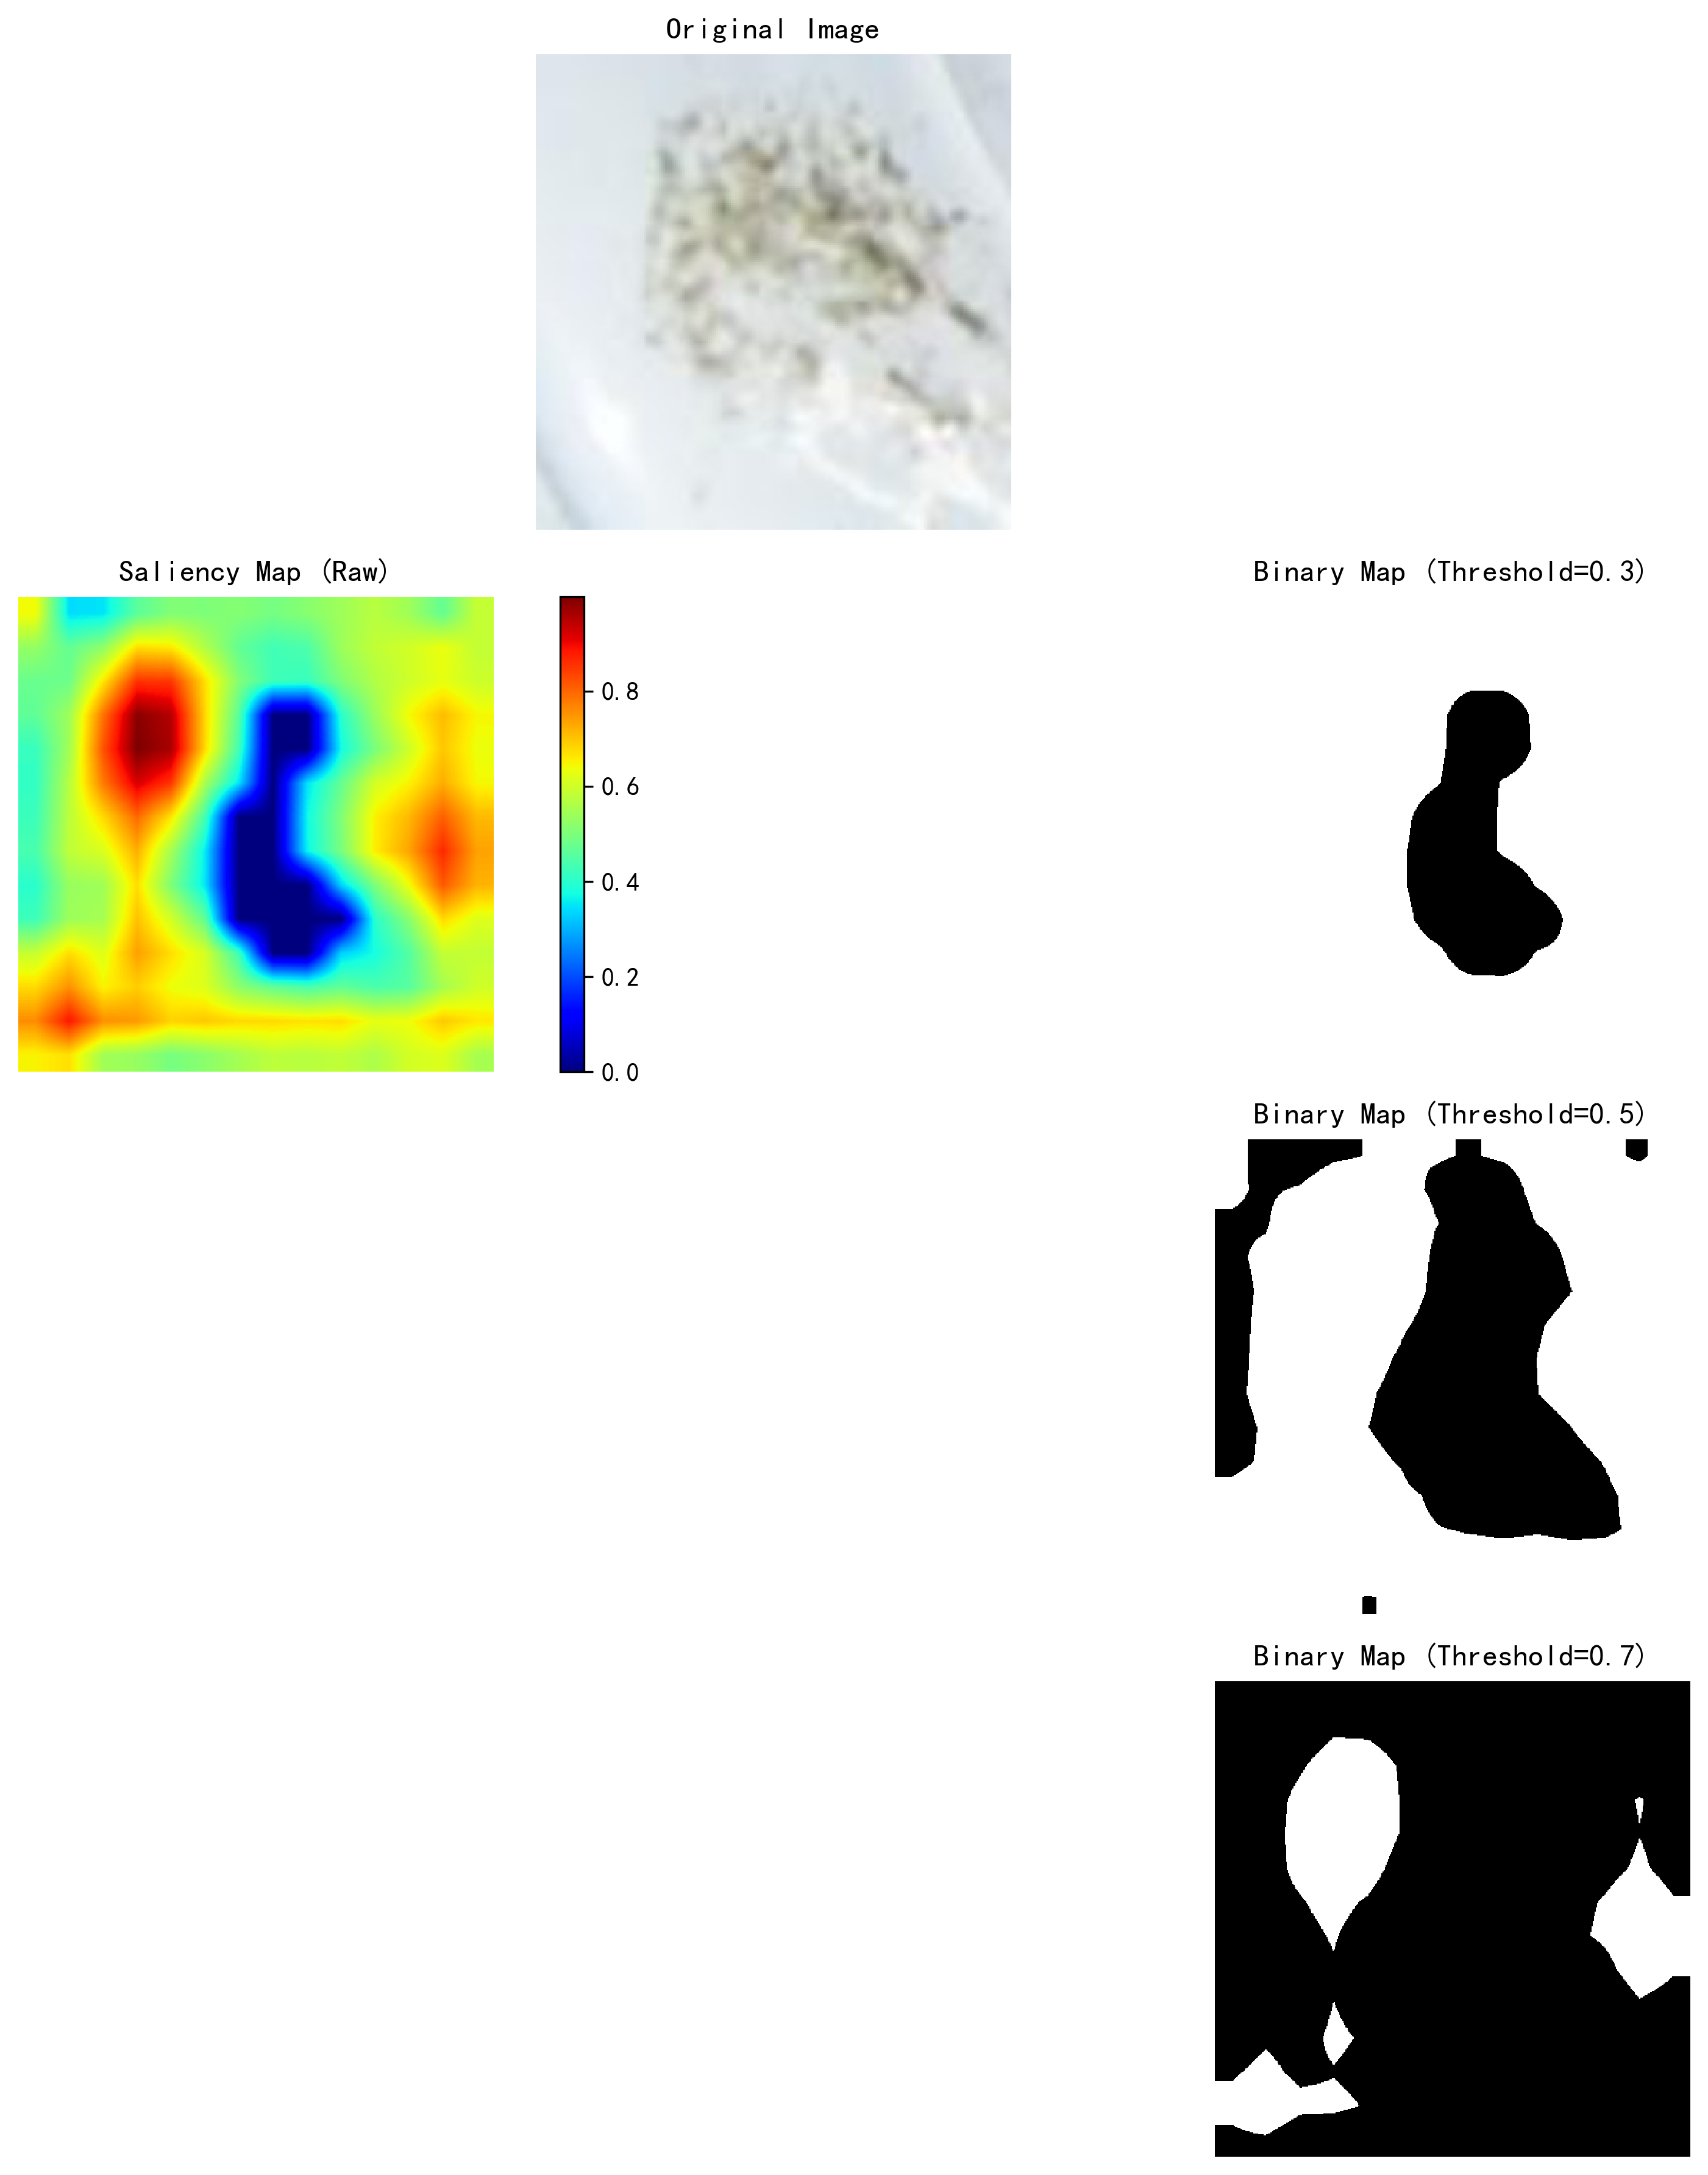 Original Image
Saliency Map (Raw)
Binary Map (Threshold=0.3)
0.8
0.6
0.4
0.2
0.0
Binary Map (Threshold=0.5)
Binary Map (Threshold=0.7)